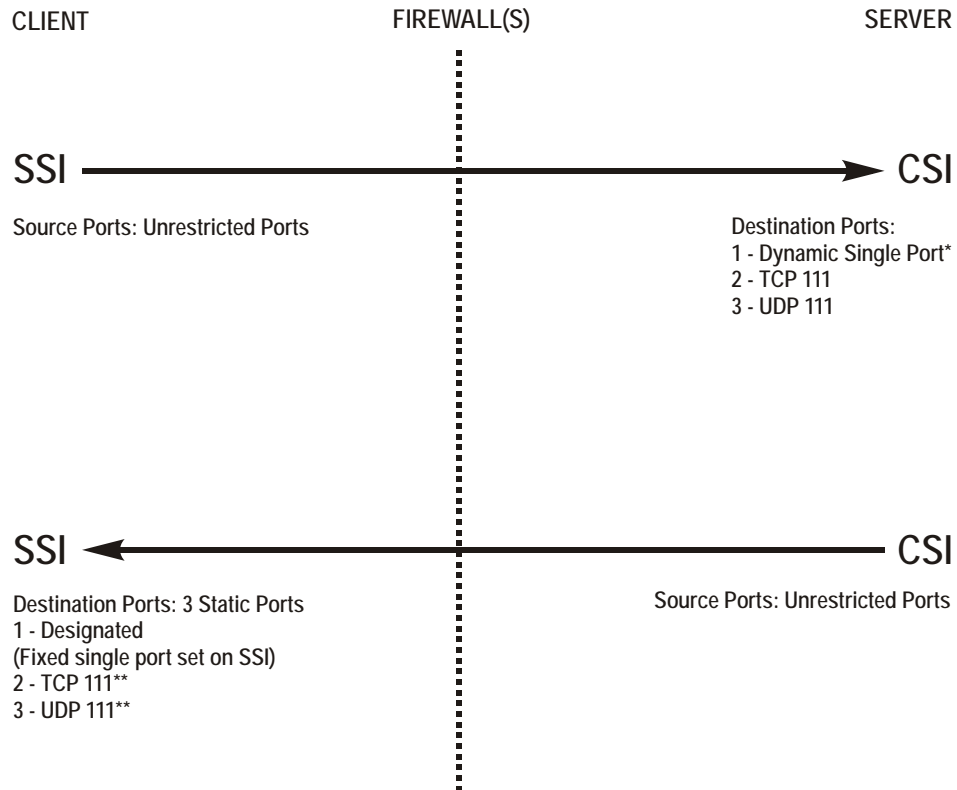 CLIENT
FIREWALL(S)
SERVER
SSI
CSI
Source Ports: Unrestricted Ports
Destination Ports:
1 - Dynamic Single Port*
2 - TCP 111
3 - UDP 111
SSI
CSI
Destination Ports: 3 Static Ports
1 - Designated
(Fixed single port set on SSI)
2 - TCP 111**
3 - UDP 111**
Source Ports: Unrestricted Ports